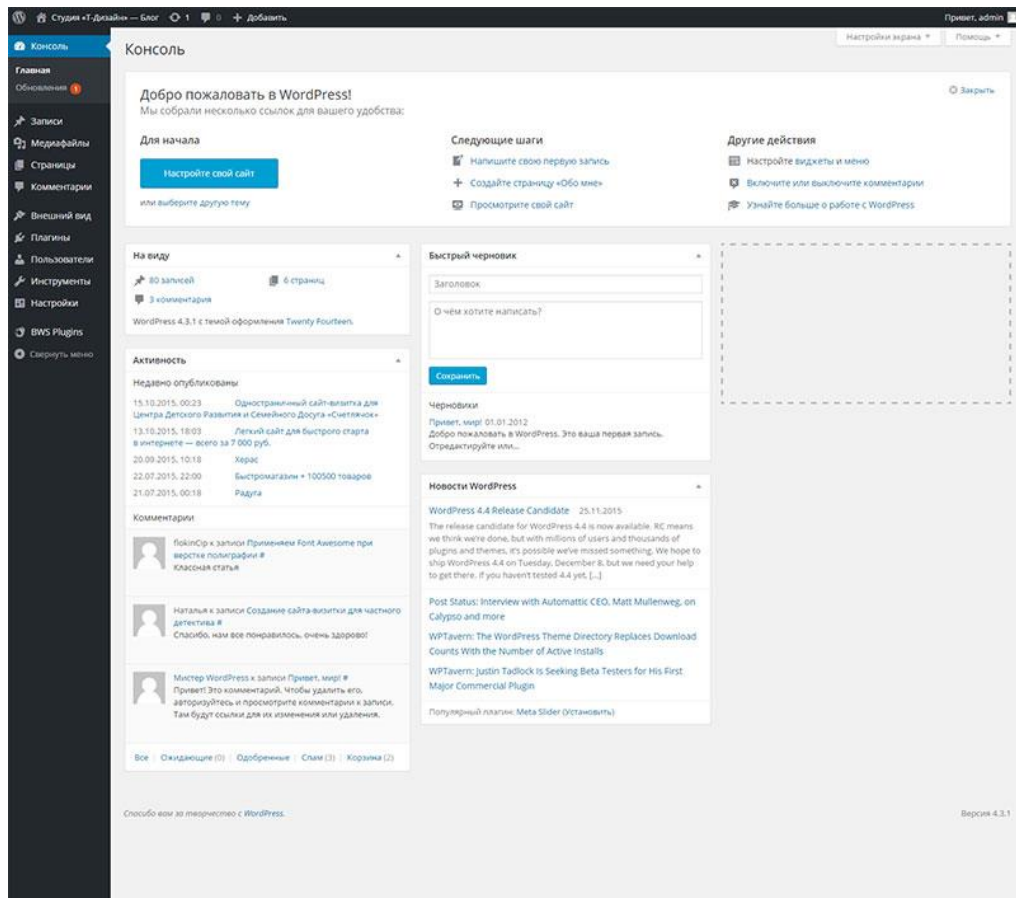 Студия «Т-Дизайн» — Блог 1 0 + Добавить
Привет, admin
Консоль
Главная
Обновления 1
Записи
Медиафайлы
Страницы
Комментарии
Внешний вид
Плагины
Пользователи
Инструменты
Настройки
BWS Plugins
Свернуть меню
Консоль
Настройки экрана
Помощь
Добро пожаловать в WordPress!
Мы собрали несколько ссылок для вашего удобства:
Закрыть
Для начала
Настройте свой сайт
или выберите другую тему
Следующие шаги
Напишите свою первую запись
Создайте страницу «Обо мне»
Просмотрите свой сайт
Другие действия
Настройте виджеты и меню
Включите или выключите комментарии
Узнайте больше о работе с WordPress
На виду
80 записей
6 страниц
3 комментария
WordPress 4.3.1 с темой оформления Twenty Fourteen.
Активность
Недавно опубликованы
15.10.2015, 00:23 Одностраничный сайт-визитка для
Центра Детского Развития и Семейного Досуга «Счетлячок»
13.10.2015, 18:03 Легкий сайт для быстрого старта
в интернете — всего за 7 000 руб.
20.09.2015, 10:18 Херас
22.07.2015, 22:00 Быстромагазин + 100500 товаров
21.07.2015, 00:18 Радуга
Комментарии
flokinCip к записи Применяем Font Awesome при
верстке полиграфии #
Классная статья
Наталья к записи Создание сайта-визитки для частного
детектива #
Спасибо, нам все понравилось, очень здорово!
Мистер WordPress к записи Привет, мир! #
Привет! Это комментарий. Чтобы удалить его,
авторизуйтесь и просмотрите комментарии к записи.
Там будут ссылки для их изменения или удаления.
Все | Ожидающие (0) | Одобренные | Спам (3) | Корзина (2)
Быстрый черновик
Заголовок
О чём хотите написать?
Сохранить
Черновики
Привет, мир! 01.01.2012
Добро пожаловать в WordPress. Это ваша первая запись.
Отредактируйте или...
Новости WordPress
WordPress 4.4 Release Candidate 25.11.2015
The release candidate for WordPress 4.4 is now available. RC means
we think we're done, but with millions of users and thousands of
plugins and themes, it's possible we've missed something. We hope to
ship WordPress 4.4 on Tuesday, December 8, but we need your help
to get there. If you haven't tested 4.4 yet, [...]
Post Status: Interview with Automattic CEO, Matt Mullenweg, on
Calypso and more
WPTavern: The WordPress Theme Directory Replaces Download
Counts With the Number of Active Installs
WPTavern: Justin Tadlock Is Seeking Beta Testers for His First
Major Commercial Plugin
Популярный плагин: Meta Slider (Установить)
Спасибо вам за творчество с WordPress.
Версия 4.3.1